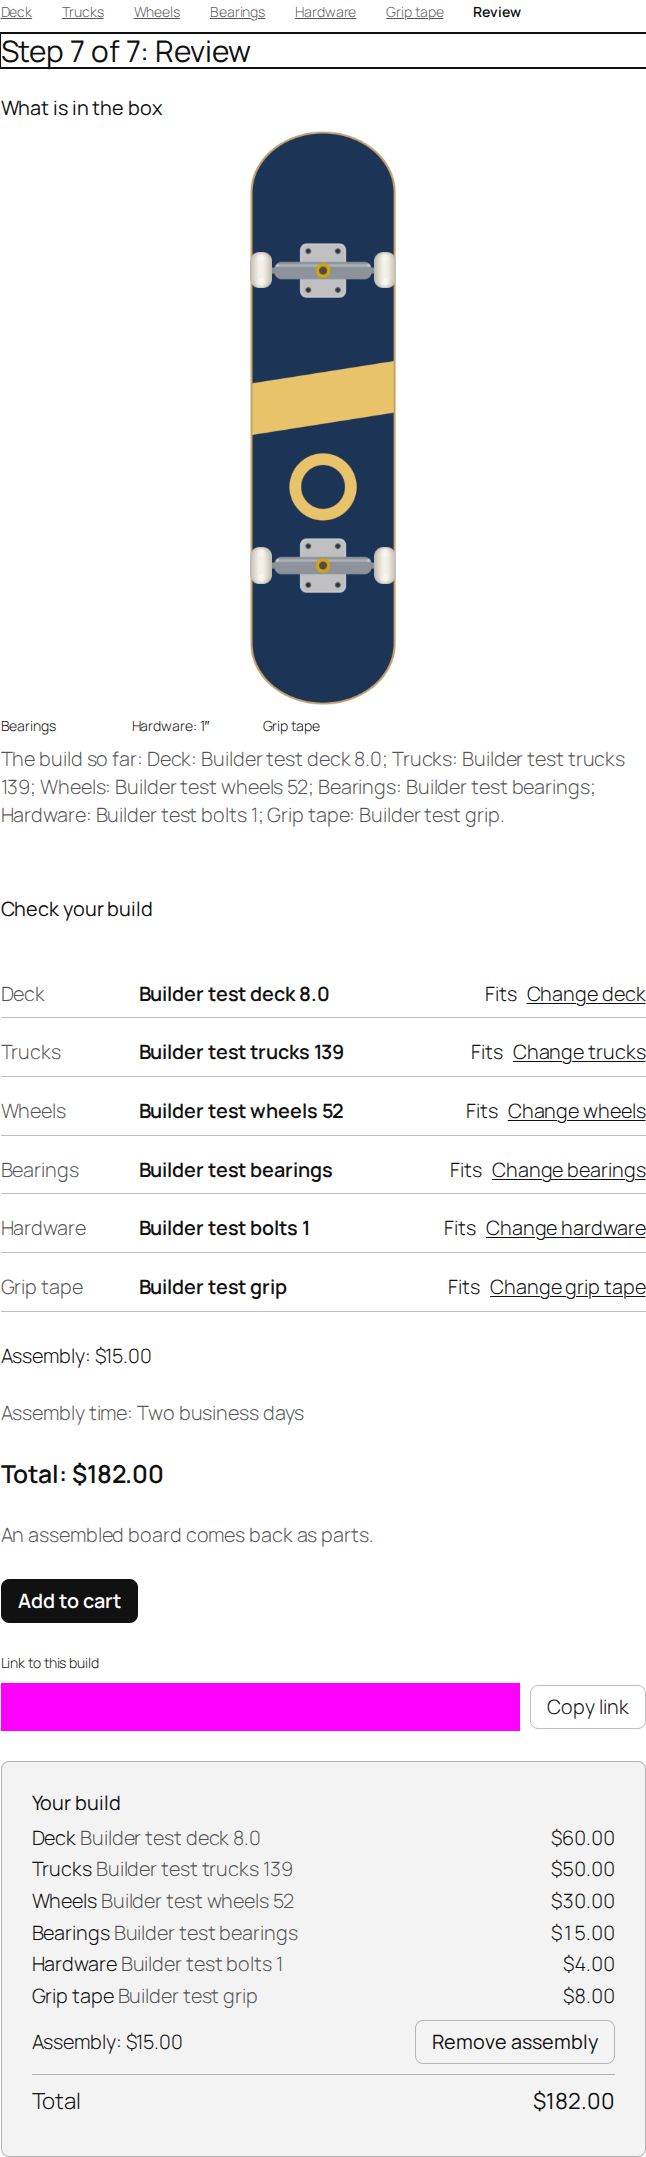 Deck Trucks Wheels Bearings Hardware Grip tape Review
Step 7 of 7: Review
What is in the box
Bearings Hardware: 1″ Grip tape
The build so far: Deck: Builder test deck 8.0; Trucks: Builder test trucks
139; Wheels: Builder test wheels 52; Bearings: Builder test bearings;
Hardware: Builder test bolts 1; Grip tape: Builder test grip.
Check your build
Deck Builder test deck 8.0 Fits Change deck
Trucks Builder test trucks 139 Fits Change trucks
Wheels Builder test wheels 52 Fits Change wheels
Bearings Builder test bearings Fits Change bearings
Hardware Builder test bolts 1 Fits Change hardware
Grip tape Builder test grip Fits Change grip tape
Assembly: $15.00
Assembly time: Two business days
Total: $182.00
An assembled board comes back as parts.
Add to cart
Link to this build
Copy link
Your build
Deck Builder test deck 8.0 $60.00
Trucks Builder test trucks 139 $50.00
Wheels Builder test wheels 52 $30.00
Bearings Builder test bearings $15.00
Hardware Builder test bolts 1 $4.00
Grip tape Builder test grip $8.00
Assembly: $15.00 Remove assembly
Total $182.00